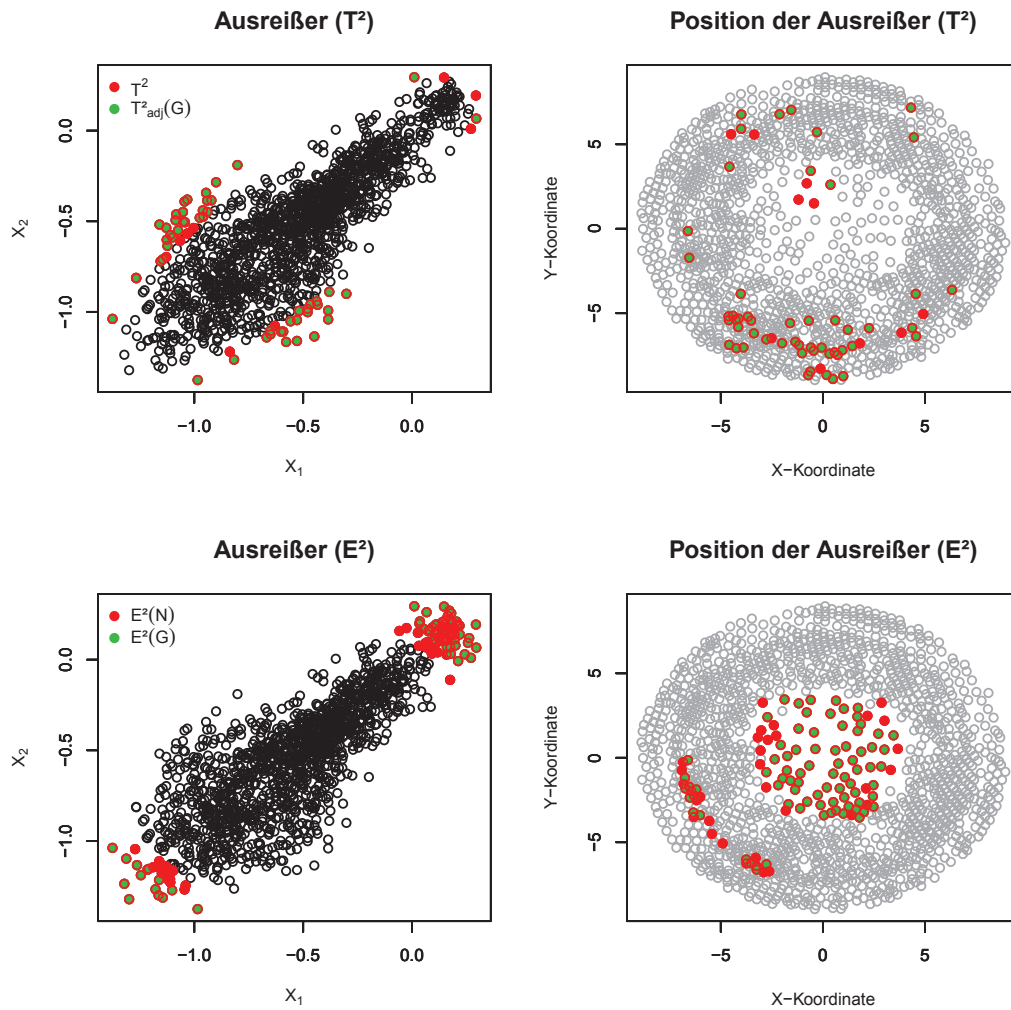 Ausreißer (T²)
T²
T²adj(G)
0.0
−0.5
−1.0
X₂
−1.0
−0.5
0.0
X₁
Position der Ausreißer (T²)
5
0
−5
Y−Koordinate
−5
0
5
X−Koordinate
Ausreißer (E²)
E²(N)
E²(G)
0.0
−0.5
−1.0
X₂
−1.0
−0.5
0.0
X₁
Position der Ausreißer (E²)
5
0
−5
Y−Koordinate
−5
0
5
X−Koordinate